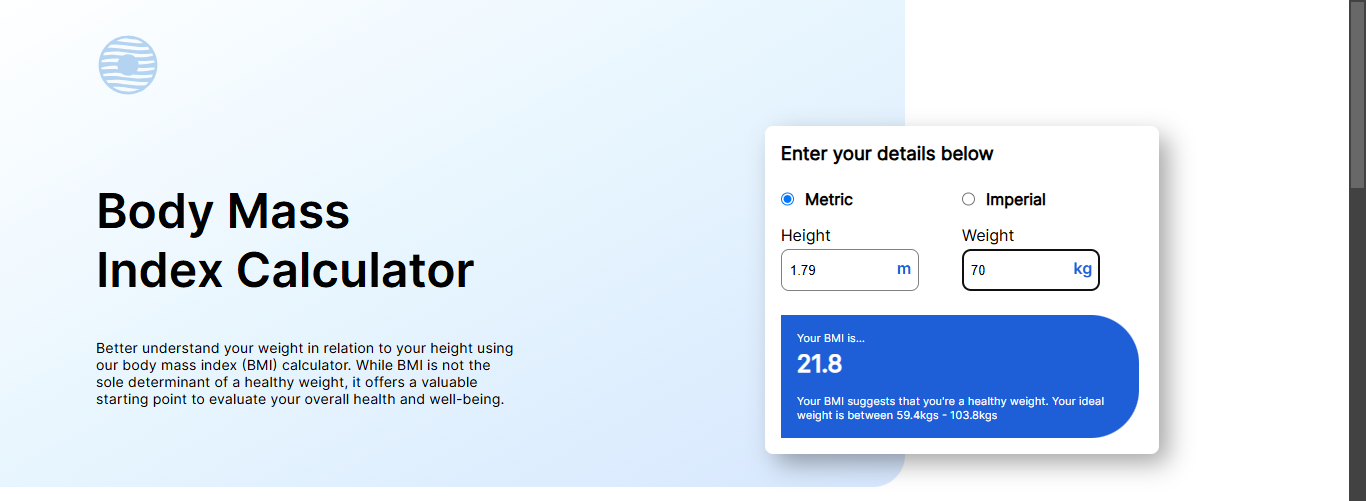 Body Mass
Index Calculator
Better understand your weight in relation to your height using
our body mass index (BMI) calculator. While BMI is not the
sole determinant of a healthy weight, it offers a valuable
starting point to evaluate your overall health and well-being.
Enter your details below
Metric
Imperial
Height
Weight
1.79 m
70 kg
Your BMI is...
21.8
Your BMI suggests that you're a healthy weight. Your ideal
weight is between 59.4kgs - 103.8kgs